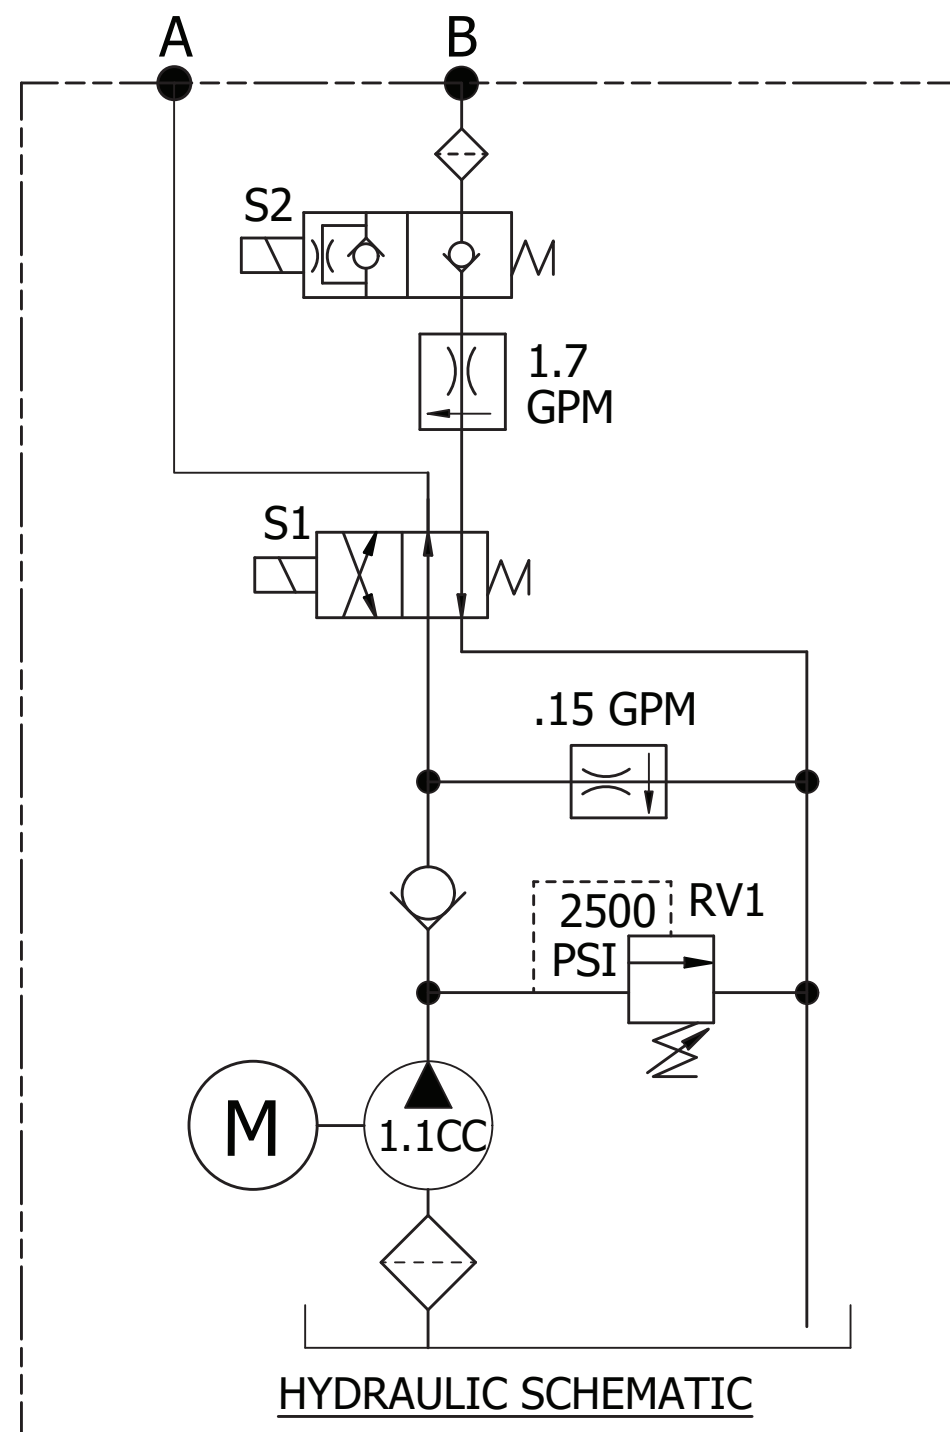 A
B
S2
1.7
GPM
S1
.15 GPM
2500
PSI
RV1
M
1.1CC
HYDRAULIC SCHEMATIC